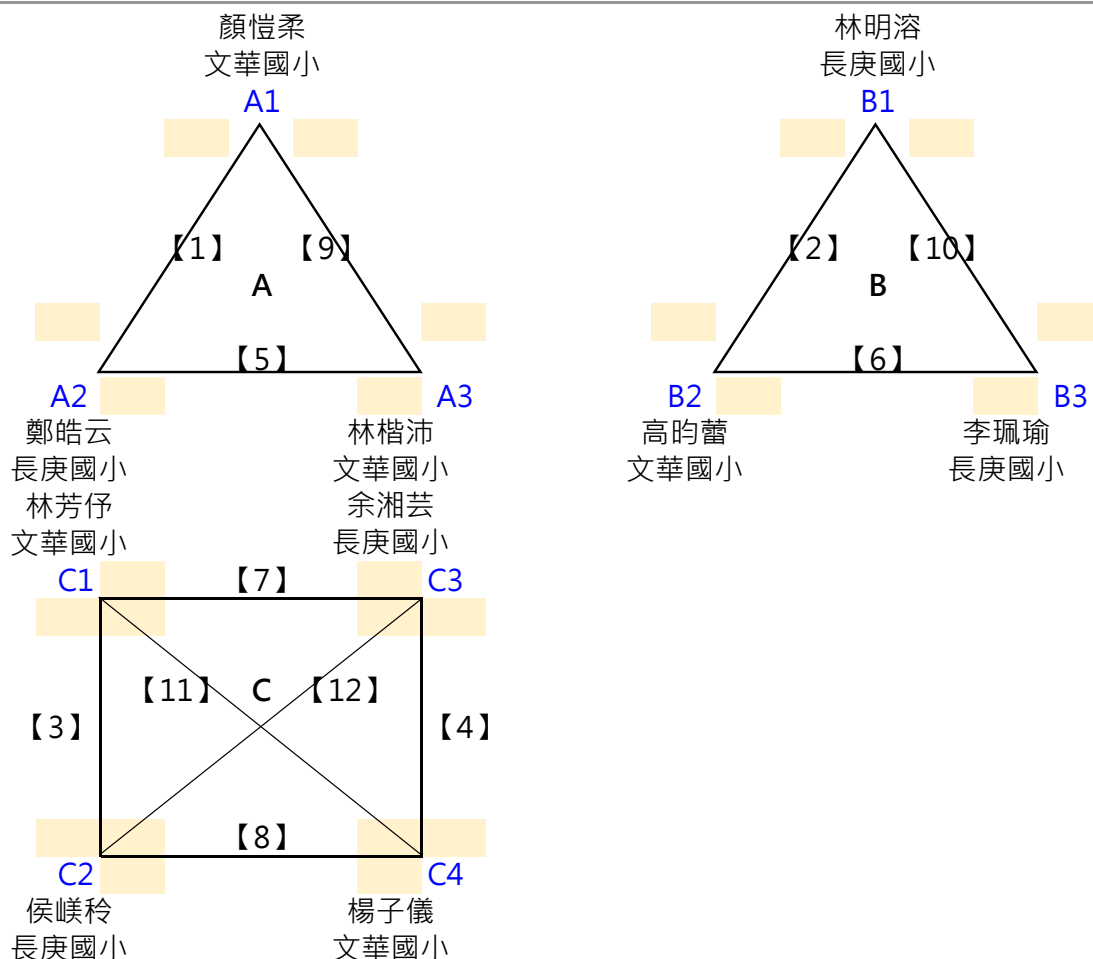 顏愷柔
文華國小
A1
【1】
【9】
A
【5】
A2
A3
鄭皓云
長庚國小
林楷沛
文華國小
林明溶
長庚國小
B1
【2】
【10】
B
【6】
B2
B3
高昀蕾
文華國小
李珮瑜
長庚國小
林芳伃
文華國小
余湘芸
長庚國小
C1
【7】
C3
【11】
C
【12】
【3】
【4】
【8】
C2
C4
侯嵄秢
長庚國小
楊子儀
文華國小